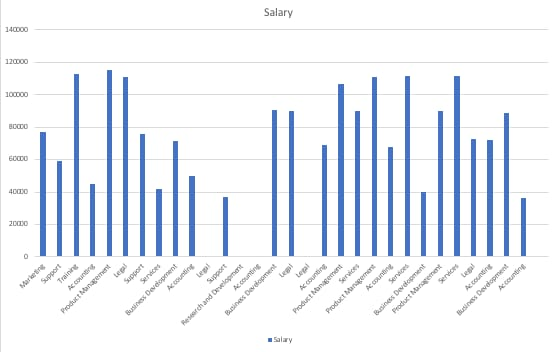 Salary
140000
120000
100000
80000
60000
40000
20000
0
Marketing
Support
Training
Accounting
Product Management
Legal
Support
Services
Business Development
Accounting
Legal
Support
Research and Development
Accounting
Business Development
Legal
Legal
Accounting
Product Management
Services
Product Management
Accounting
Services
Business Development
Product Management
Services
Legal
Accounting
Business Development
Accounting
Salary